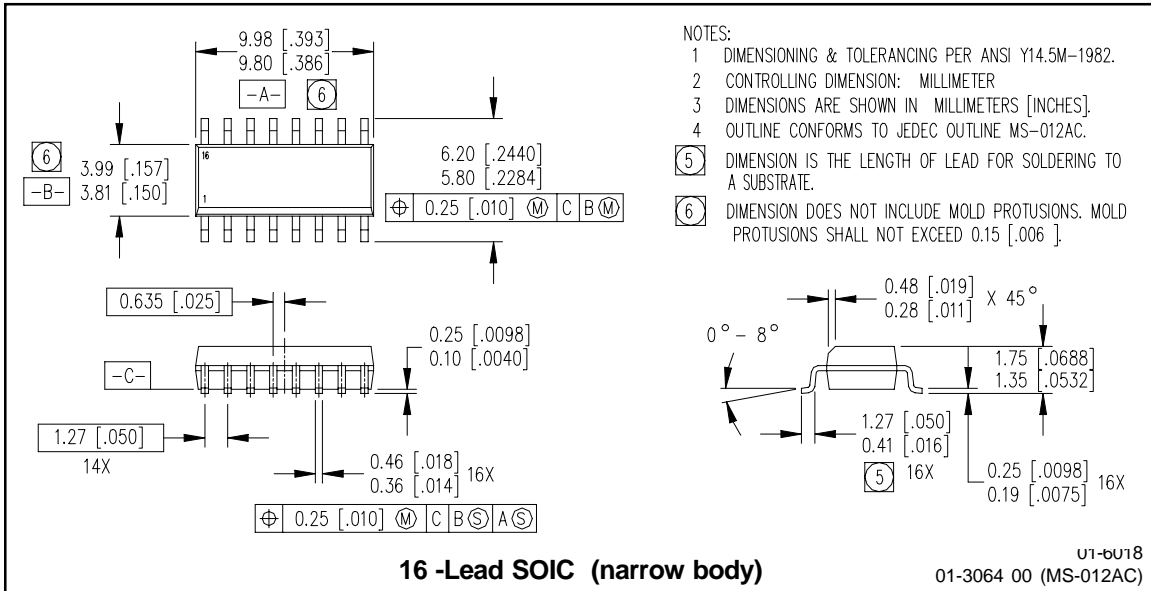 9.98 [.393]
9.80 [.386]
-A- 6
16
1
6
3.99 [.157]
-B- 3.81 [.150]
6.20 [.2440]
5.80 [.2284]
⌖ 0.25 [.010] Ⓜ C B Ⓜ
NOTES:
1 DIMENSIONING & TOLERANCING PER ANSI Y14.5M-1982.
2 CONTROLLING DIMENSION: MILLIMETER
3 DIMENSIONS ARE SHOWN IN MILLIMETERS [INCHES].
4 OUTLINE CONFORMS TO JEDEC OUTLINE MS-012AC.
5 DIMENSION IS THE LENGTH OF LEAD FOR SOLDERING TO
A SUBSTRATE.
6 DIMENSION DOES NOT INCLUDE MOLD PROTUSIONS. MOLD
PROTUSIONS SHALL NOT EXCEED 0.15 [.006 ].
0.635 [.025]
0.25 [.0098]
0.10 [.0040]
-C-
1.27 [.050]
14X
0.46 [.018]
0.36 [.014] 16X
⌖ 0.25 [.010] Ⓜ C B Ⓢ A Ⓢ
0.48 [.019]
0.28 [.011] X 45°
0° - 8°
1.75 [.0688]
1.35 [.0532]
1.27 [.050]
0.41 [.016]
5 16X
0.25 [.0098]
0.19 [.0075] 16X
16 -Lead SOIC (narrow body)
01-6018
01-3064 00 (MS-012AC)